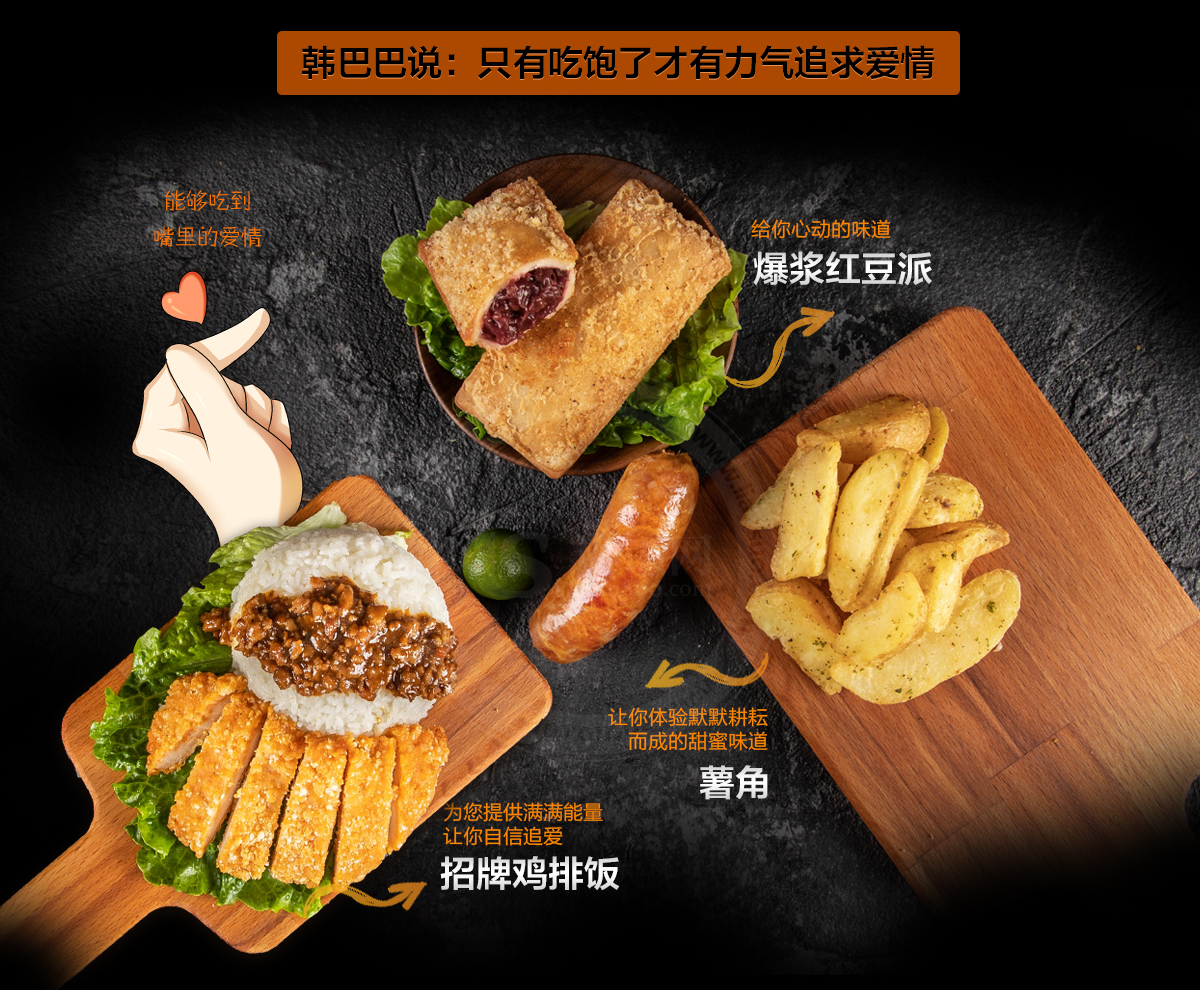 韩巴巴说：只有吃饱了才有力气追求爱情
能够吃到
嘴里的爱情
给你心动的味道
爆浆红豆派
让你体验默默耕耘
而成的甜蜜味道
薯角
为您提供满满能量
让你自信追爱
招牌鸡排饭